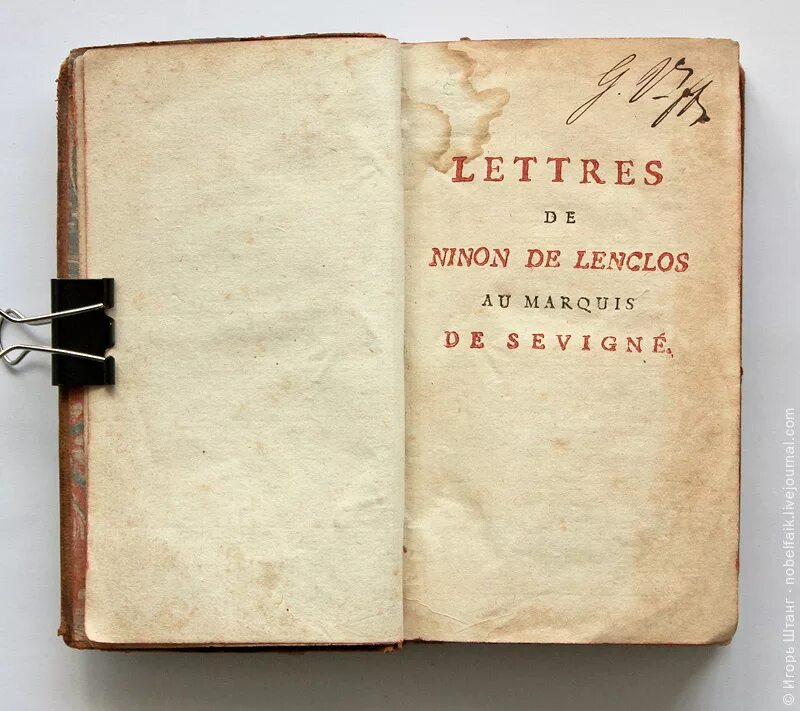 LETTRES
DE
NINON DE LENCLOS
AU MARQUIS
DE SEVIGNÉ.
© Игорь Штанг · nobelfaik.livejournal.com